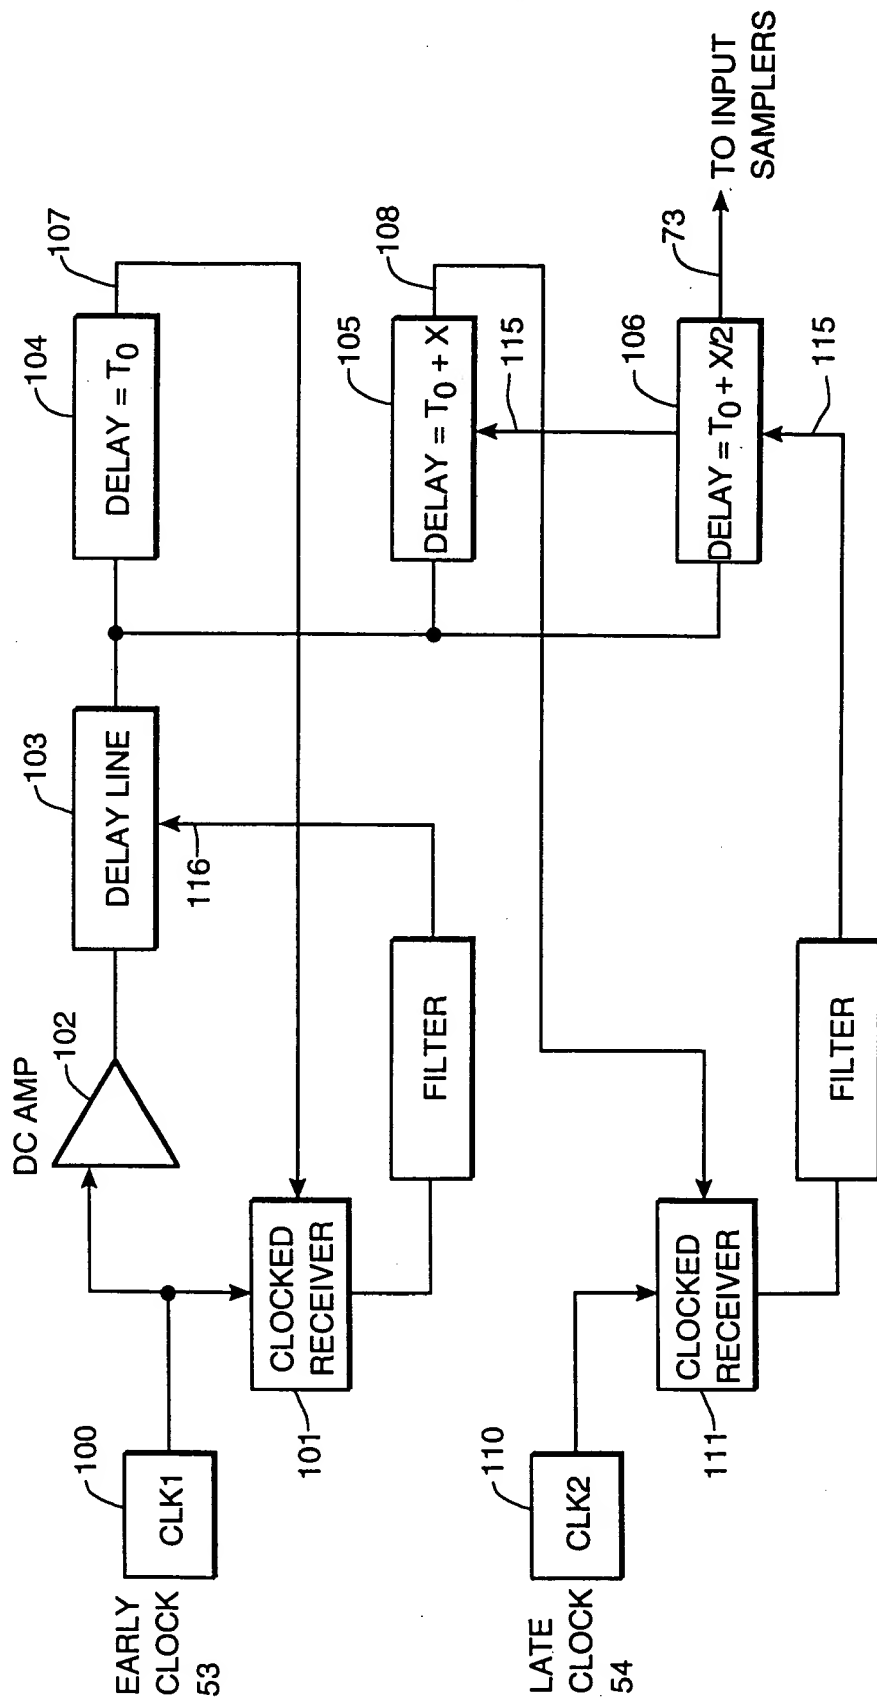 EARLY
CLOCK
53
CLK1
100
CLOCKED
RECEIVER
101
DC AMP
102
DELAY LINE
103
116
FILTER
DELAY = T0
104
107
DELAY = T0 + X
105
108
115
DELAY = T0 + X/2
106
115
73
TO INPUT
SAMPLERS
LATE
CLOCK
54
CLK2
110
CLOCKED
RECEIVER
111
FILTER